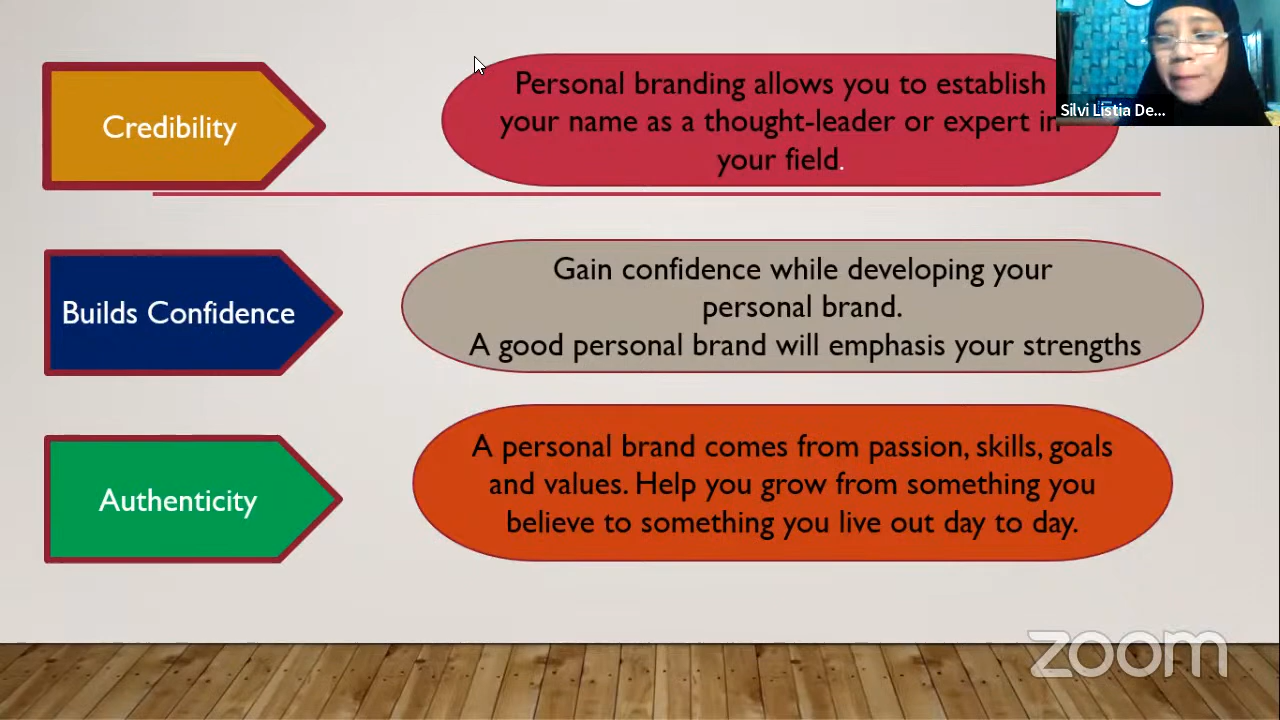 Credibility
Personal branding allows you to establish
your name as a thought-leader or expert in
your field.
Silvi Listia De...
Builds Confidence
Gain confidence while developing your
personal brand.
A good personal brand will emphasis your strengths
Authenticity
A personal brand comes from passion, skills, goals
and values. Help you grow from something you
believe to something you live out day to day.
zoom